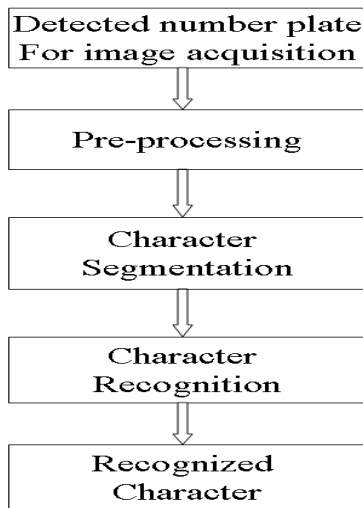 Detected number plate
For image acquisition
Pre-processing
Character
Segmentation
Character
Recognition
Recognized
Character